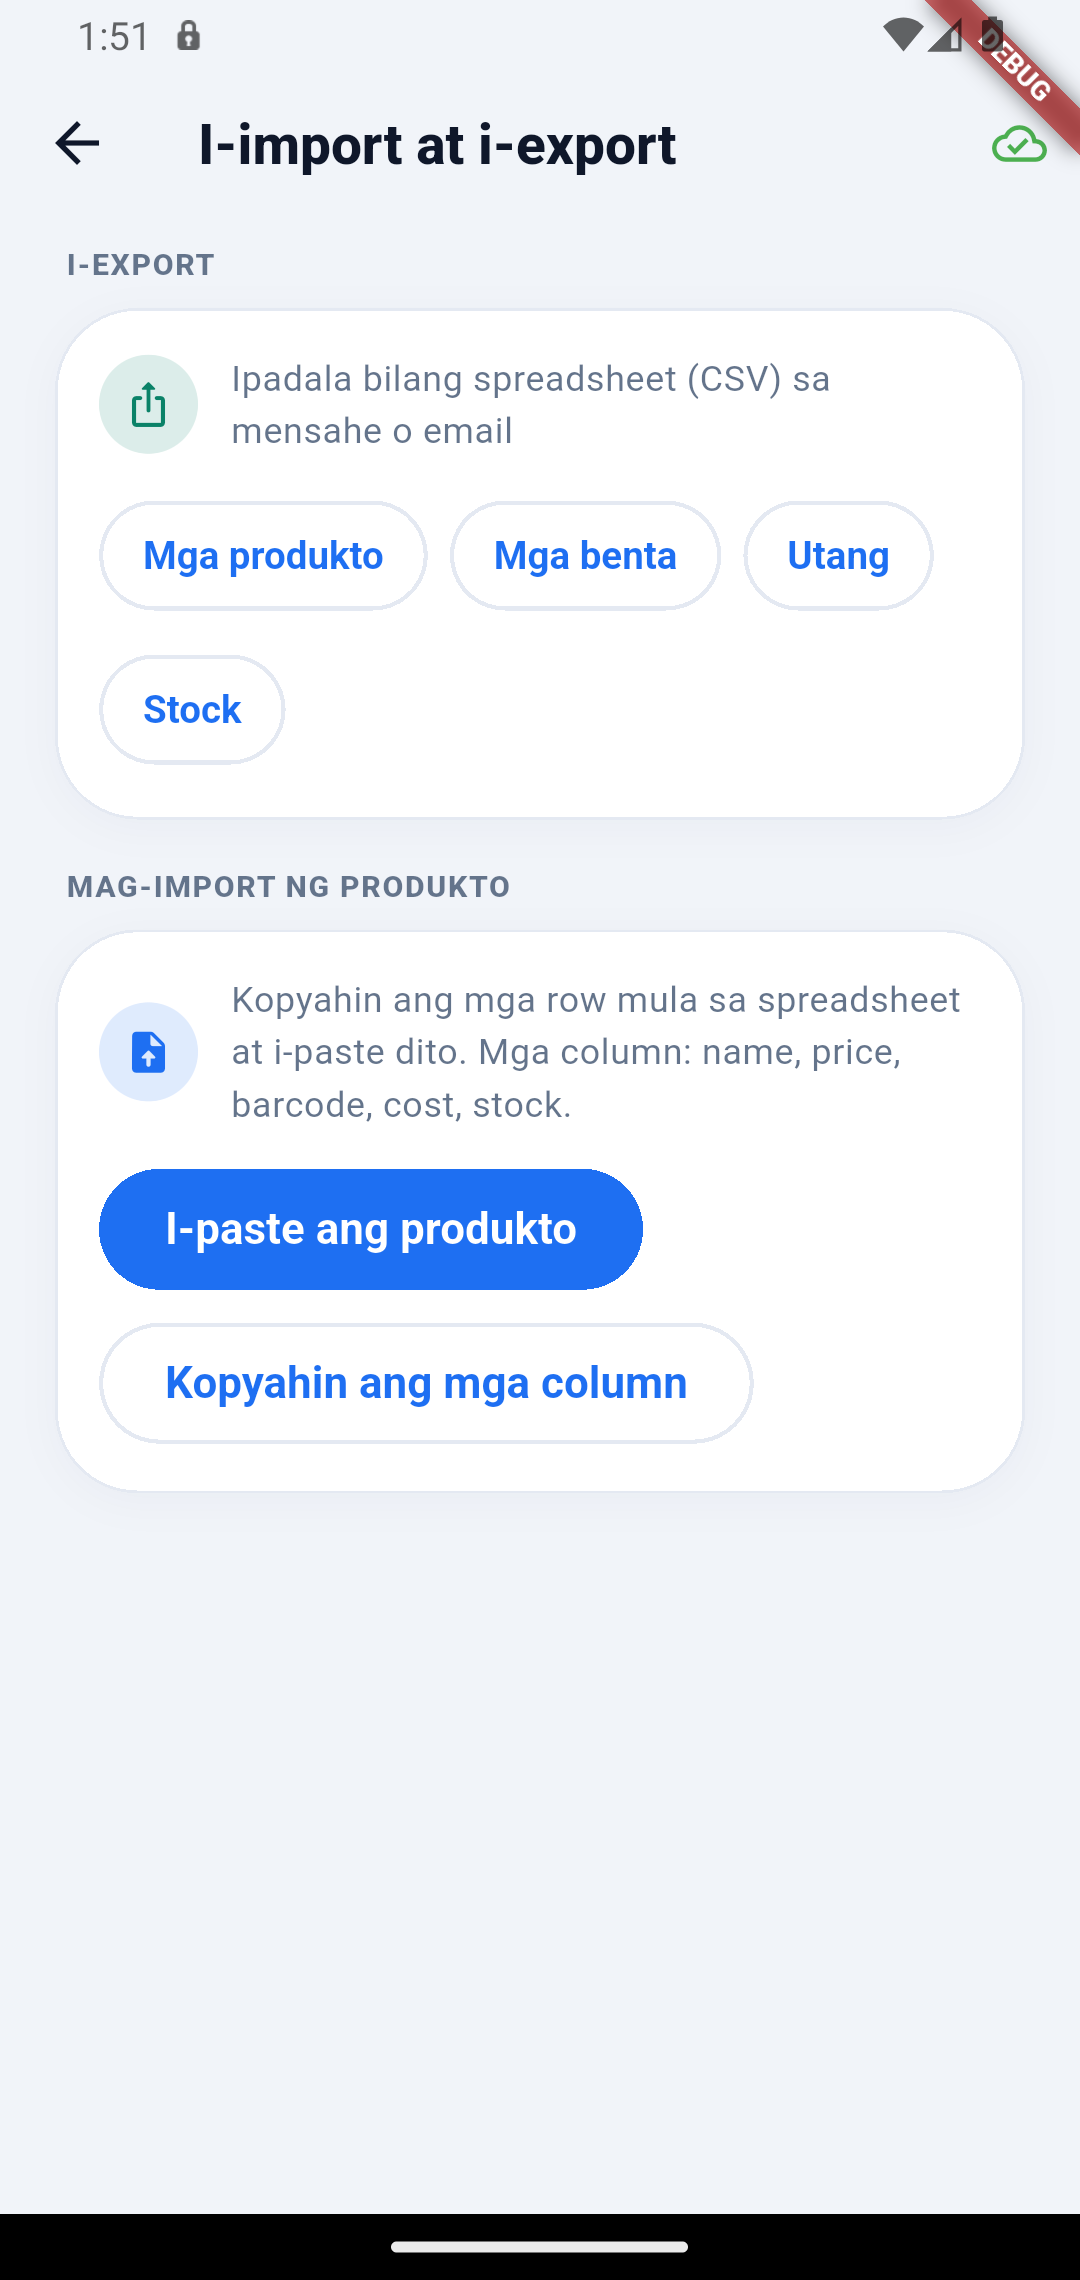 1:51
DEBUG
I-import at i-export
I-EXPORT
Ipadala bilang spreadsheet (CSV) sa
mensahe o email
Mga produkto
Mga benta
Utang
Stock
MAG-IMPORT NG PRODUKTO
Kopyahin ang mga row mula sa spreadsheet
at i-paste dito. Mga column: name, price,
barcode, cost, stock.
I-paste ang produkto
Kopyahin ang mga column